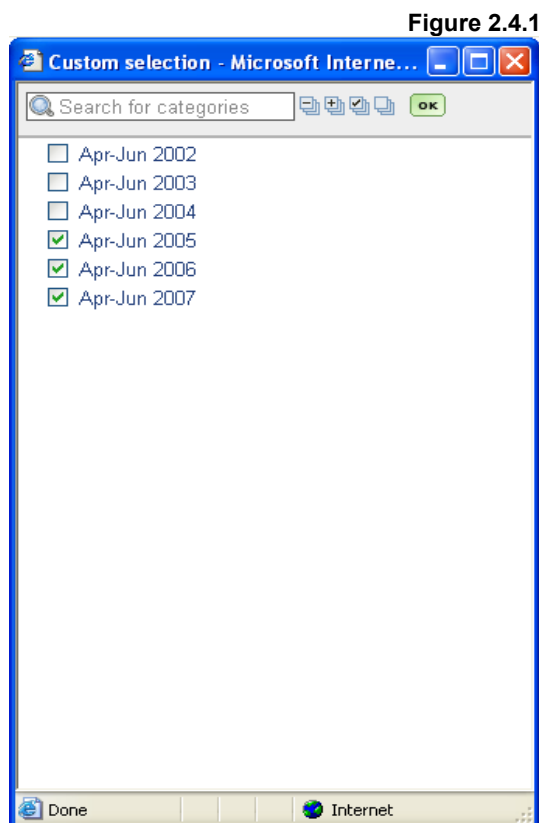 Figure 2.4.1
Custom selection - Microsoft Interne...
Search for categories OK
Apr-Jun 2002
Apr-Jun 2003
Apr-Jun 2004
Apr-Jun 2005
Apr-Jun 2006
Apr-Jun 2007
Done Internet